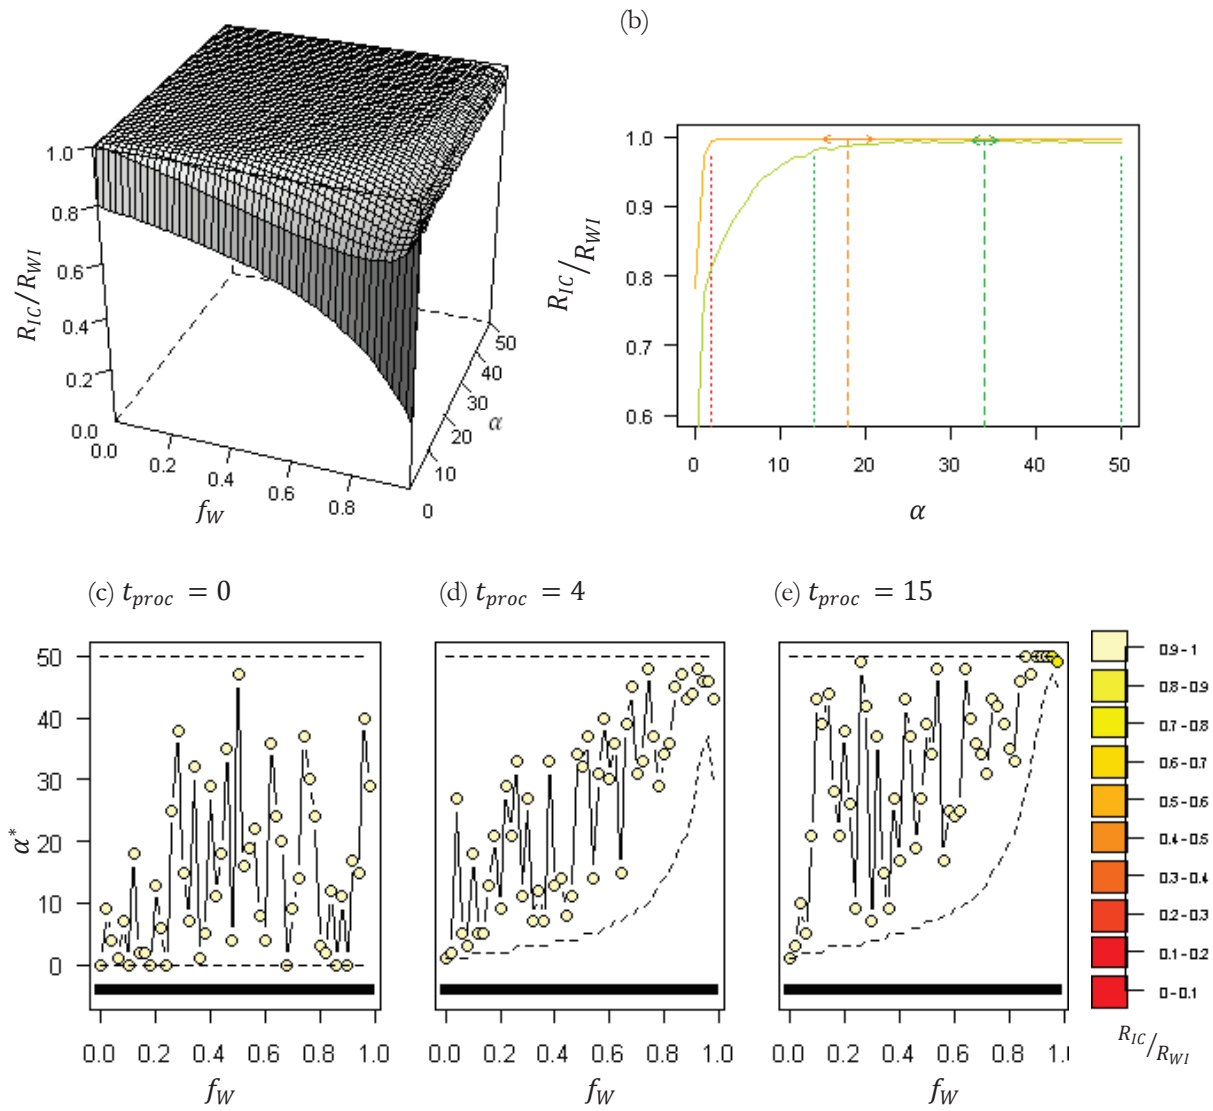 (b)
1.0
0.8
0.6
0.4
0.2
0.0
R_IC/R_WI
0.0
0.2
0.4
0.6
0.8
f_W
0
10
20
30
40
50
α
1.0
0.9
0.8
0.7
0.6
R_IC/R_WI
0 10 20 30 40 50
α
(c) t_proc = 0
(d) t_proc = 4
(e) t_proc = 15
50
40
30
20
10
0
α*
0.0 0.2 0.4 0.6 0.8 1.0
f_W
0.0 0.2 0.4 0.6 0.8 1.0
f_W
0.0 0.2 0.4 0.6 0.8 1.0
f_W
0.9 - 1
0.8 - 0.9
0.7 - 0.8
0.6 - 0.7
0.5 - 0.6
0.4 - 0.5
0.3 - 0.4
0.2 - 0.3
0.1 - 0.2
0 - 0.1
R_IC/R_WI